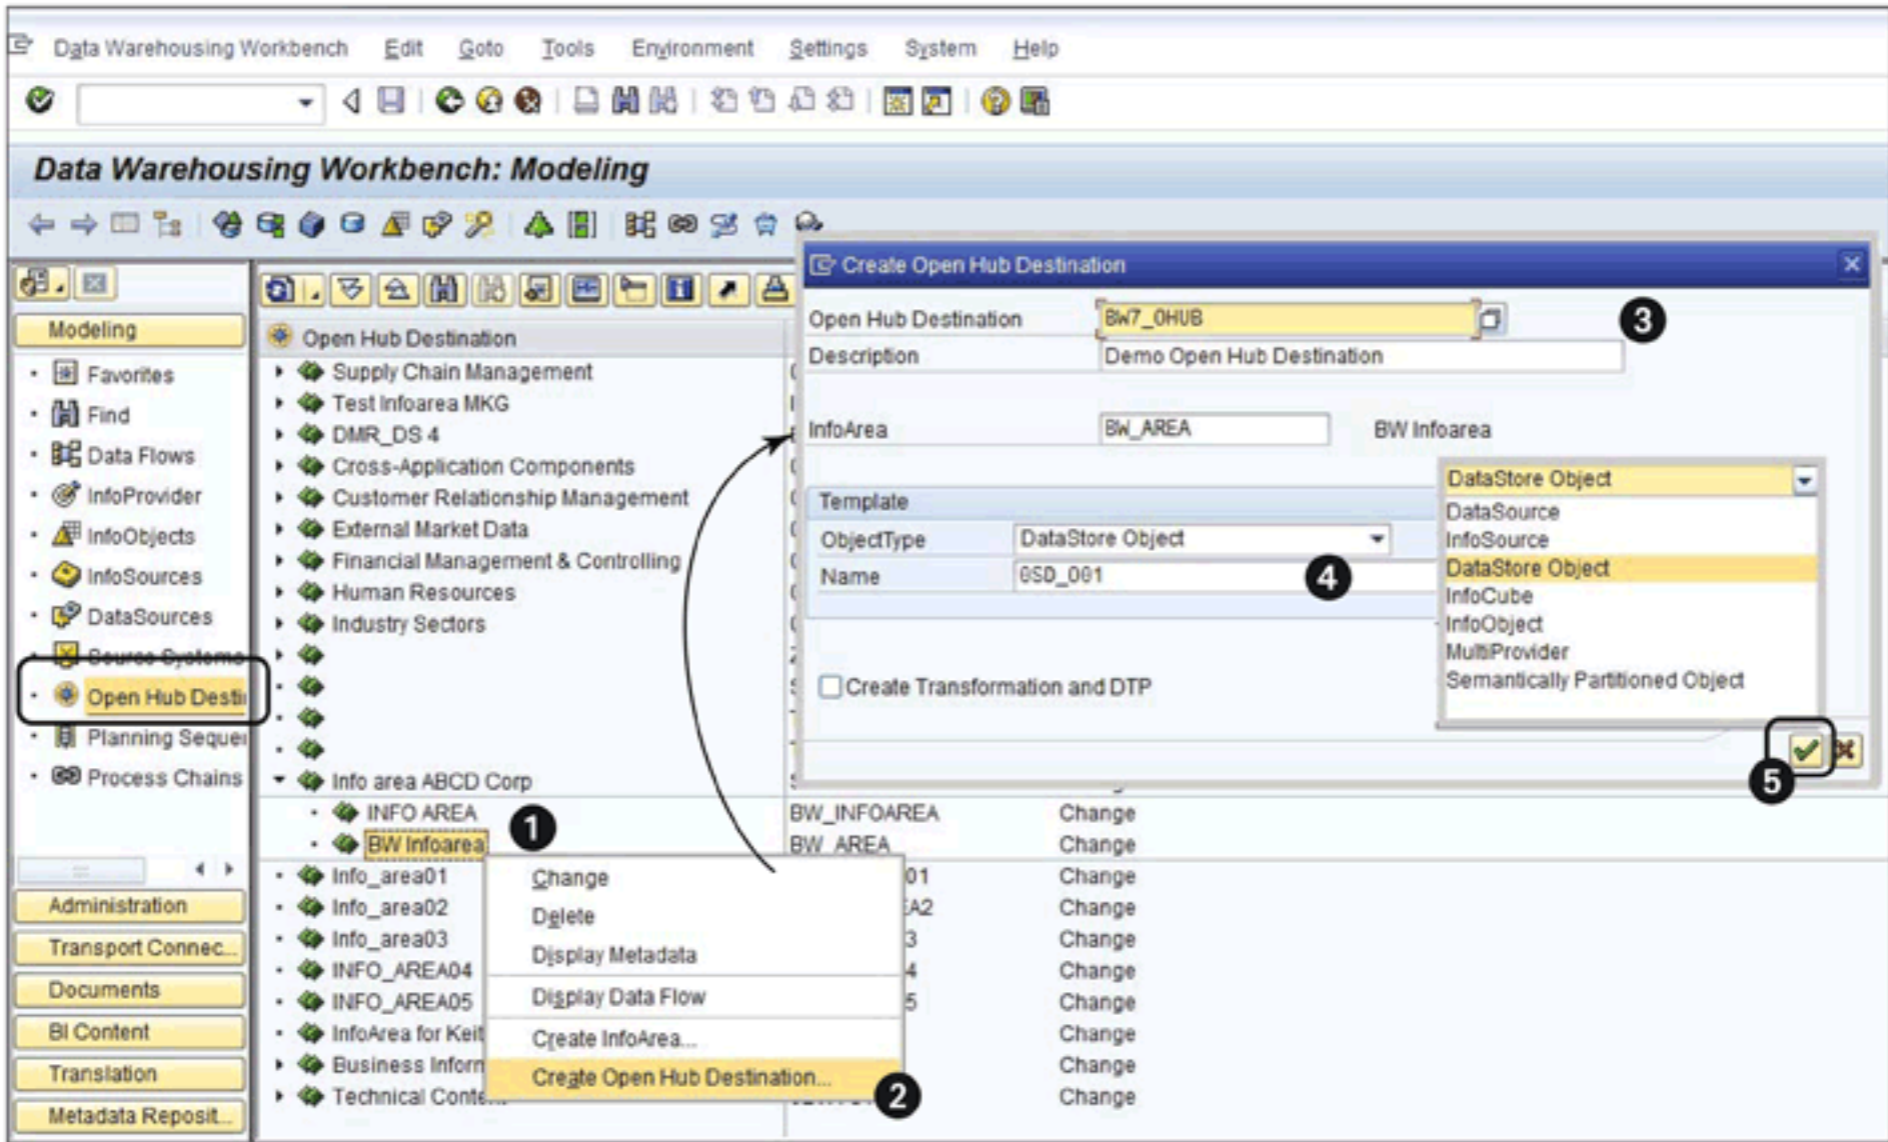 Data Warehousing Workbench Edit Goto Tools Environment Settings System Help
Data Warehousing Workbench: Modeling
Modeling
Favorites
Find
Data Flows
InfoProvider
InfoObjects
InfoSources
DataSources
Source Systems
Open Hub Desti
Planning Sequen
Process Chains
Administration
Transport Connec...
Documents
BI Content
Translation
Metadata Reposit...
Open Hub Destination
Supply Chain Management
Test Infoarea MKG
DMR_DS 4
Cross-Application Components
Customer Relationship Management
External Market Data
Financial Management & Controlling
Human Resources
Industry Sectors
Info area ABCD Corp
INFO AREA BW_INFOAREA Change
1
BW Infoarea BW_AREA Change
Info_area01 01 Change
Info_area02 A2 Change
Info_area03 3 Change
INFO_AREA04 4 Change
INFO_AREA05 5 Change
InfoArea for Keit Change
Business Inform Change
Technical Conte Change
Change
Delete
Display Metadata
Display Data Flow
Create InfoArea...
Create Open Hub Destination...
2
Create Open Hub Destination
Open Hub Destination BW7_OHUB 3
Description Demo Open Hub Destination
InfoArea BW_AREA BW Infoarea
Template
ObjectType DataStore Object
Name 0SD_O01 4
Create Transformation and DTP
DataStore Object
DataSource
InfoSource
DataStore Object
InfoCube
InfoObject
MultiProvider
Semantically Partitioned Object
5